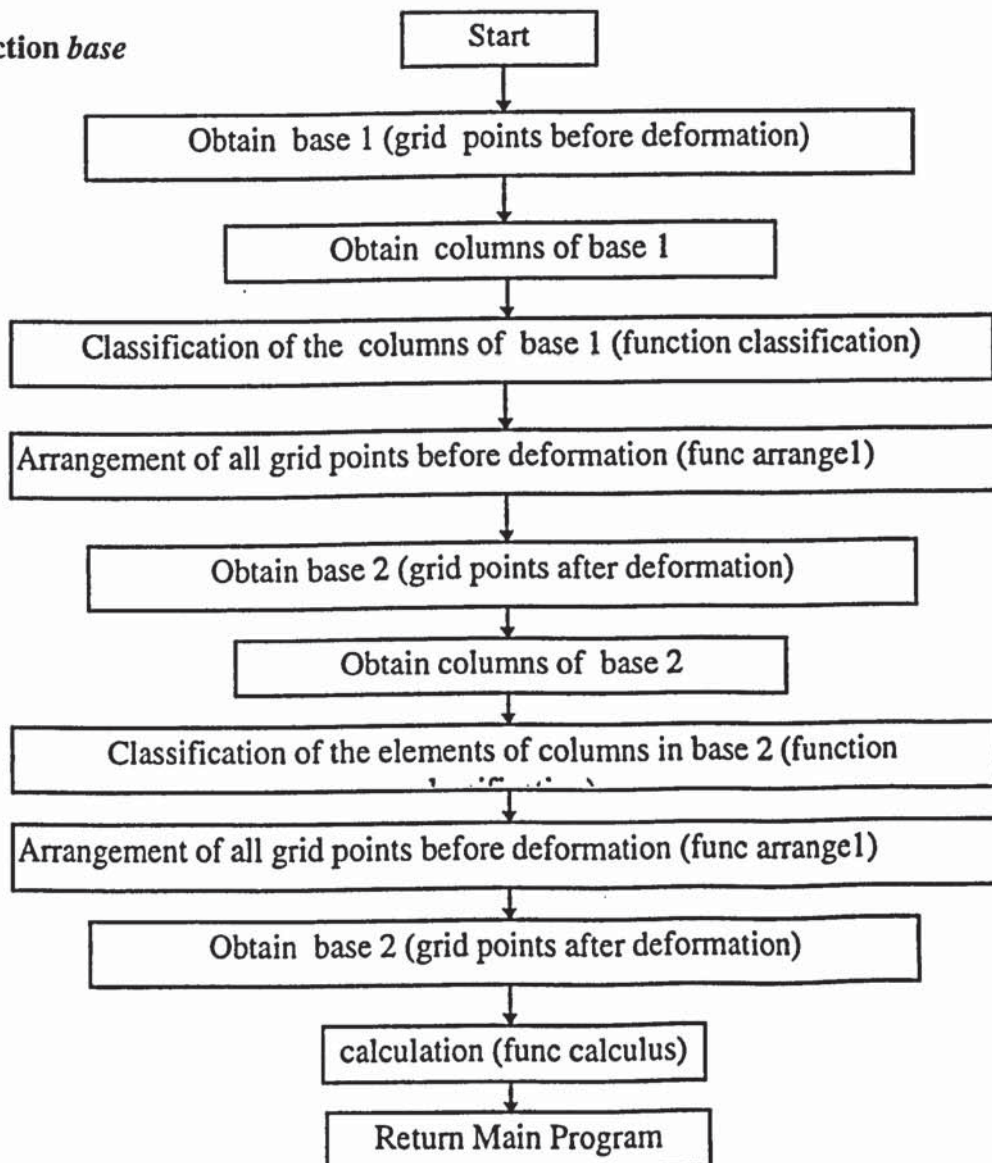 ction base
Start
Obtain base 1 (grid points before deformation)
Obtain columns of base 1
Classification of the columns of base 1 (function classification)
Arrangement of all grid points before deformation (func arrange1)
Obtain base 2 (grid points after deformation)
Obtain columns of base 2
Classification of the elements of columns in base 2 (function
Arrangement of all grid points before deformation (func arrange1)
Obtain base 2 (grid points after deformation)
calculation (func calculus)
Return Main Program